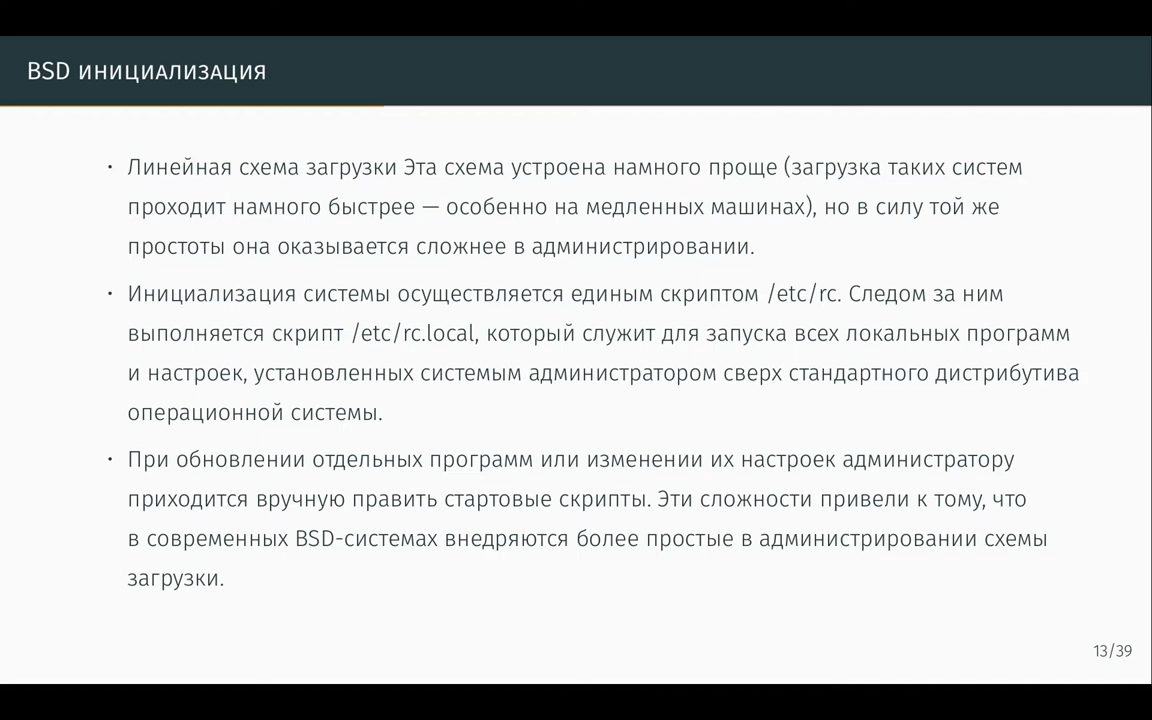 BSD инициализация
• Линейная схема загрузки Эта схема устроена намного проще (загрузка таких систем
проходит намного быстрее — особенно на медленных машинах), но в силу той же
простоты она оказывается сложнее в администрировании.
• Инициализация системы осуществляется единым скриптом /etc/rc. Следом за ним
выполняется скрипт /etc/rc.local, который служит для запуска всех локальных программ
и настроек, установленных системым администратором сверх стандартного дистрибутива
операционной системы.
• При обновлении отдельных программ или изменении их настроек администратору
приходится вручную править стартовые скрипты. Эти сложности привели к тому, что
в современных BSD-системах внедряются более простые в администрировании схемы
загрузки.
13/39